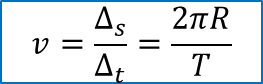 v = Δₛ/Δₜ = 2πR/T